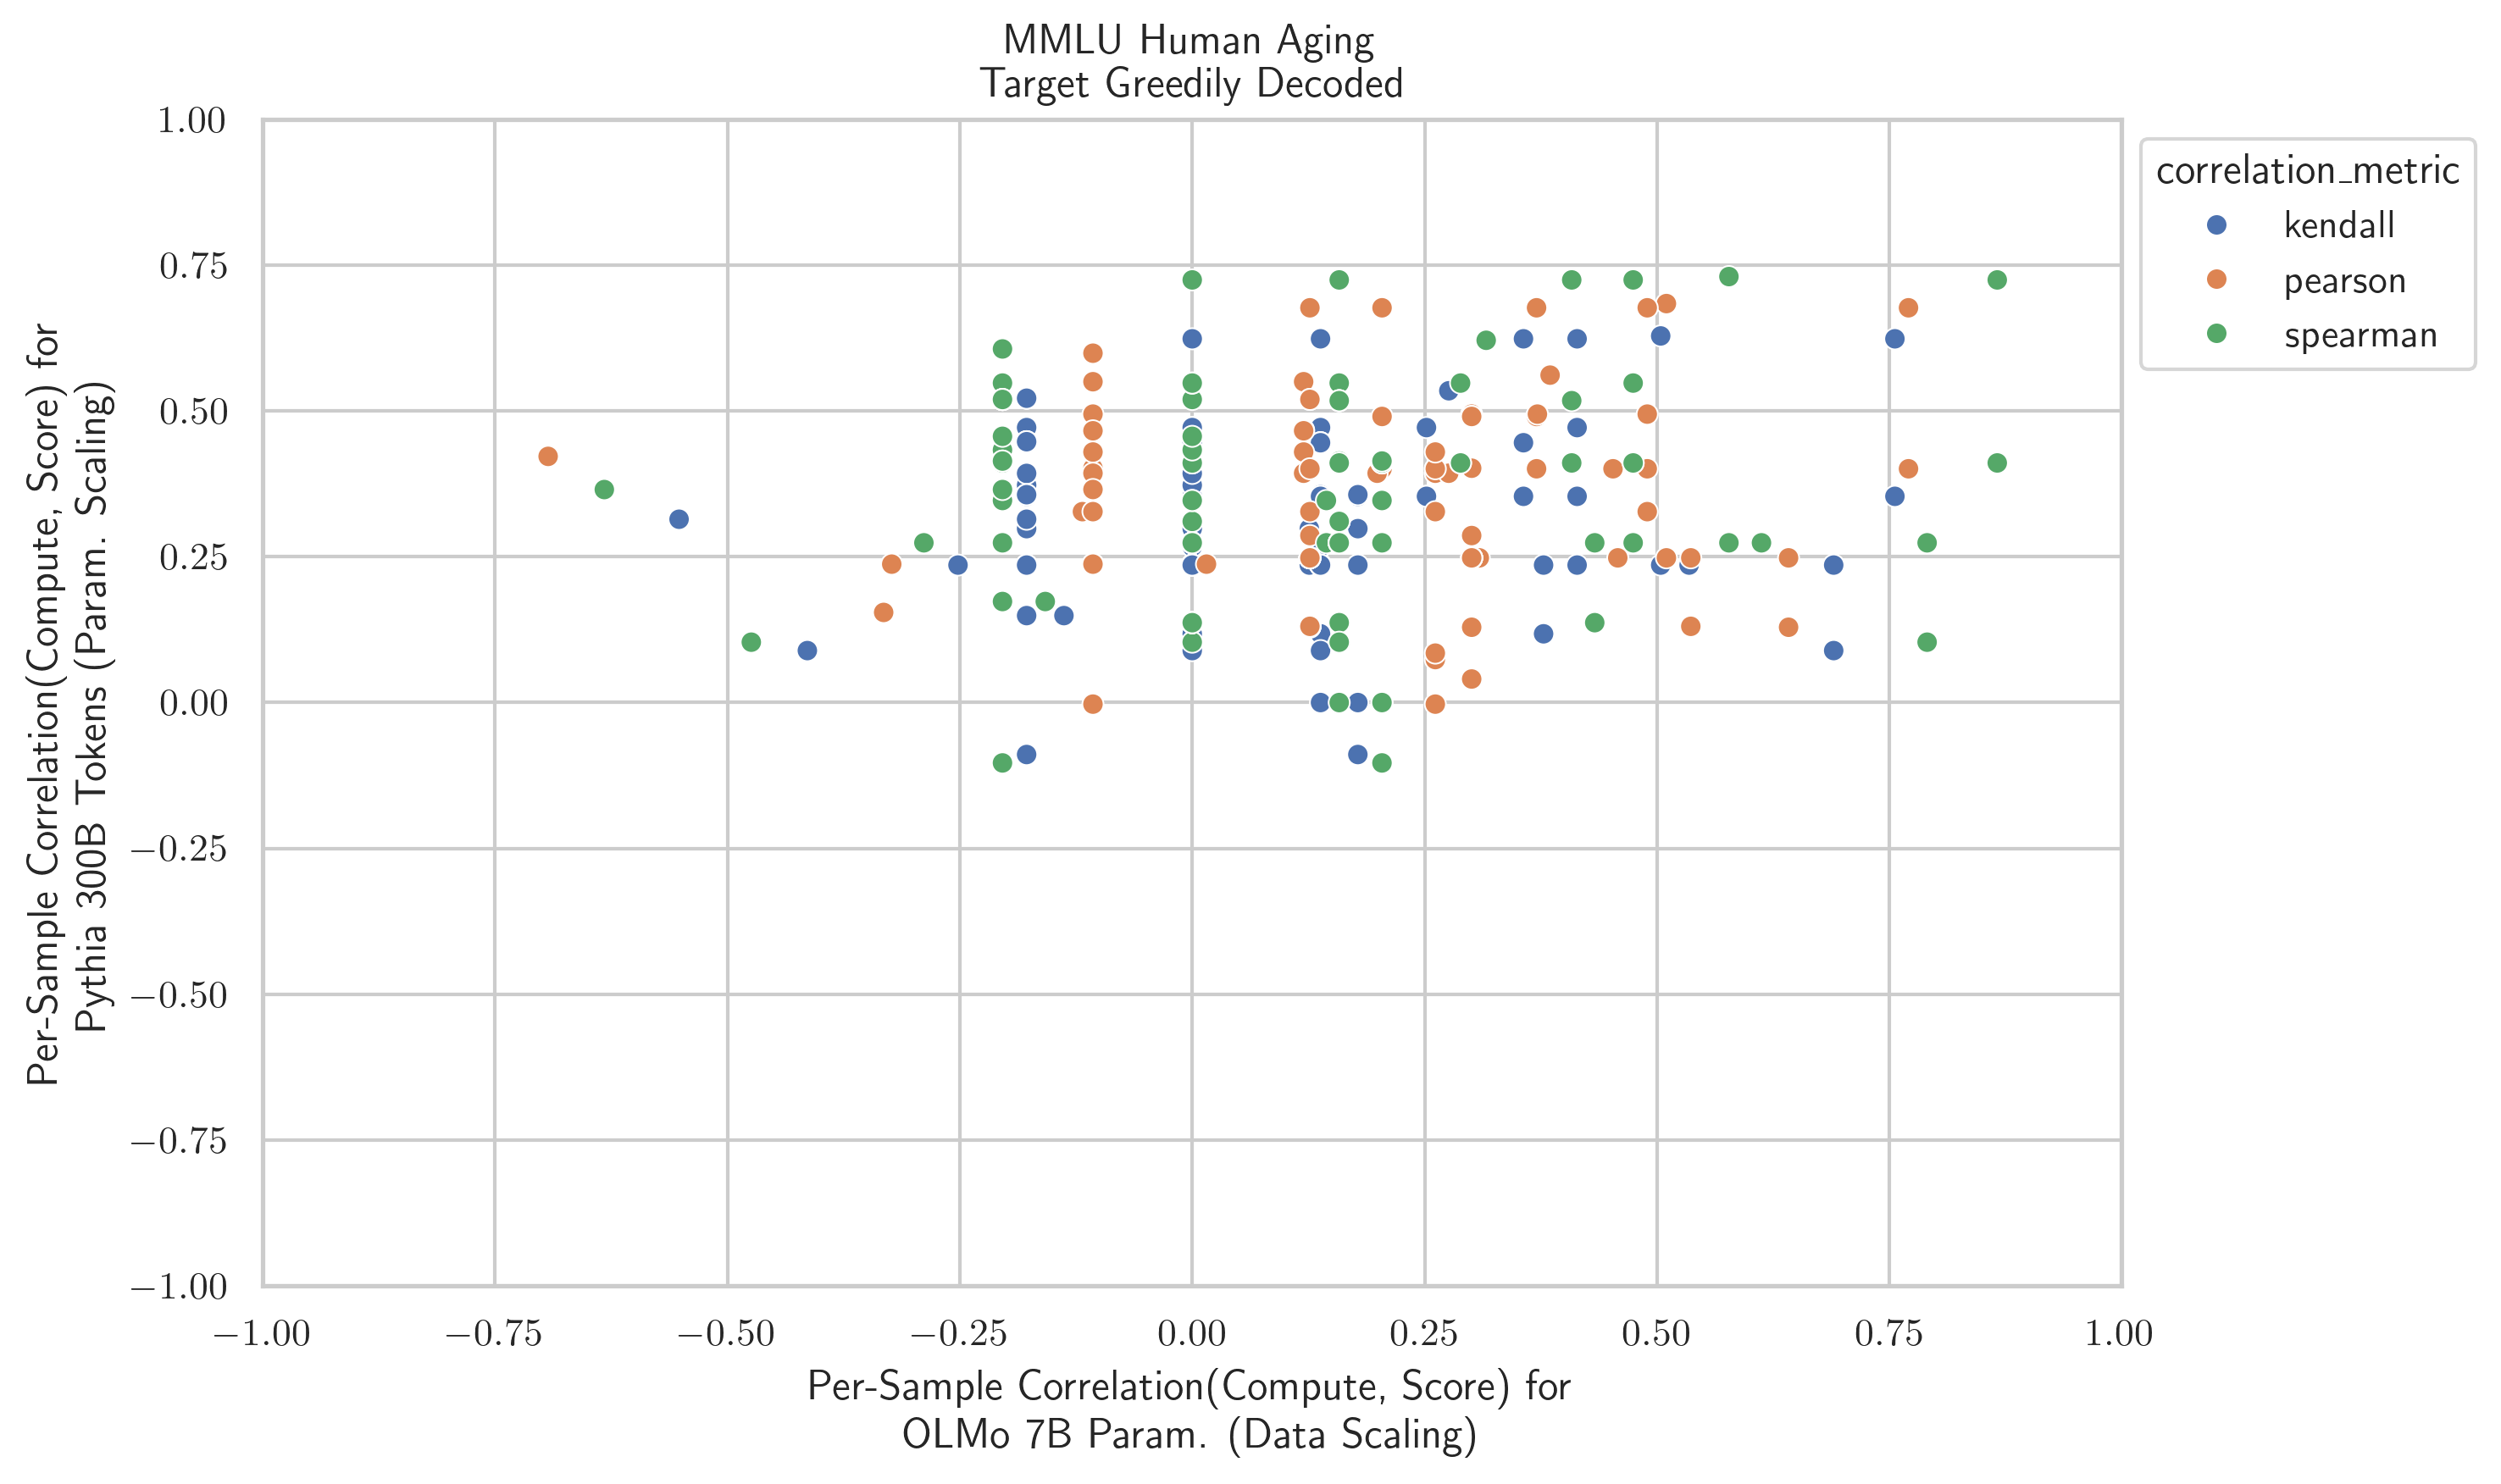 MMLU Human Aging
Target Greedily Decoded
1.00
0.75
0.50
0.25
0.00
−0.25
−0.50
−0.75
−1.00
Per-Sample Correlation(Compute, Score) for
Pythia 300B Tokens (Param. Scaling)
−1.00 −0.75 −0.50 −0.25 0.00 0.25 0.50 0.75 1.00
Per-Sample Correlation(Compute, Score) for
OLMo 7B Param. (Data Scaling)
correlation_metric
kendall
pearson
spearman